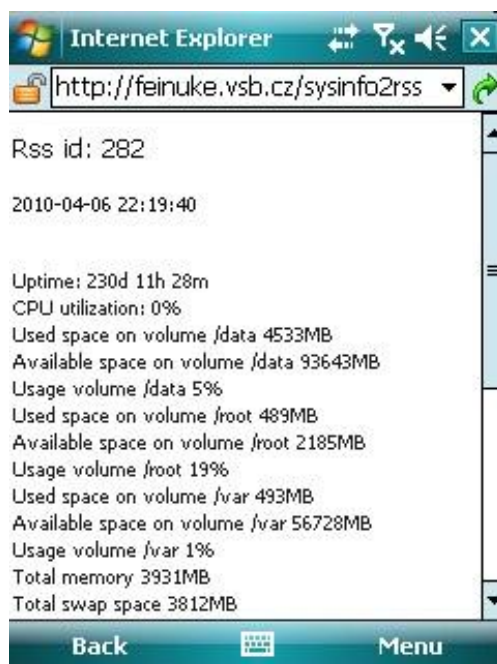 Internet Explorer
http://feinuke.vsb.cz/sysinfo2rss
Rss id: 282
2010-04-06 22:19:40
Uptime: 230d 11h 28m
CPU utilization: 0%
Used space on volume /data 4533MB
Available space on volume /data 93643MB
Usage volume /data 5%
Used space on volume /root 489MB
Available space on volume /root 2185MB
Usage volume /root 19%
Used space on volume /var 493MB
Available space on volume /var 56728MB
Usage volume /var 1%
Total memory 3931MB
Total swap space 3812MB
Back Menu